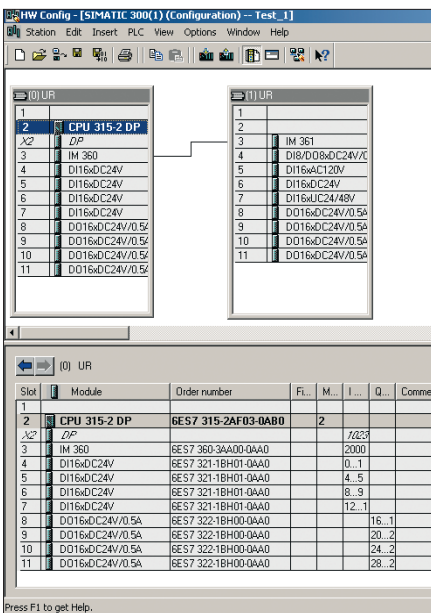 HW Config - [SIMATIC 300(1) (Configuration) -- Test_1]
Station Edit Insert PLC View Options Window Help
(0) UR
1
2 CPU 315-2 DP
X2 DP
3 IM 360
4 DI16xDC24V
5 DI16xDC24V
6 DI16xDC24V
7 DI16xDC24V
8 DO16xDC24V/0.5A
9 DO16xDC24V/0.5A
10 DO16xDC24V/0.5A
11 DO16xDC24V/0.5A
(1) UR
1
2
3 IM 361
4 DI8/DO8xDC24V/0
5 DI16xAC120V
6 DI16xDC24V
7 DI16xUC24/48V
8 DO16xDC24V/0.5A
9 DO16xDC24V/0.5A
10 DO16xDC24V/0.5A
11 DO16xDC24V/0.5A
(0) UR
Slot Module Order number Fi... M... I ... Q... Comme
1
2 CPU 315-2 DP 6ES7 315-2AF03-0AB0 2
X2 DP 1023
3 IM 360 6ES7 360-3AA00-0AA0 2000
4 DI16xDC24V 6ES7 321-1BH01-0AA0 0...1
5 DI16xDC24V 6ES7 321-1BH01-0AA0 4...5
6 DI16xDC24V 6ES7 321-1BH01-0AA0 8...9
7 DI16xDC24V 6ES7 321-1BH01-0AA0 12...1
8 DO16xDC24V/0.5A 6ES7 322-1BH00-0AA0 16...1
9 DO16xDC24V/0.5A 6ES7 322-1BH00-0AA0 20...2
10 DO16xDC24V/0.5A 6ES7 322-1BH00-0AA0 24...2
11 DO16xDC24V/0.5A 6ES7 322-1BH00-0AA0 28...2
Press F1 to get Help.